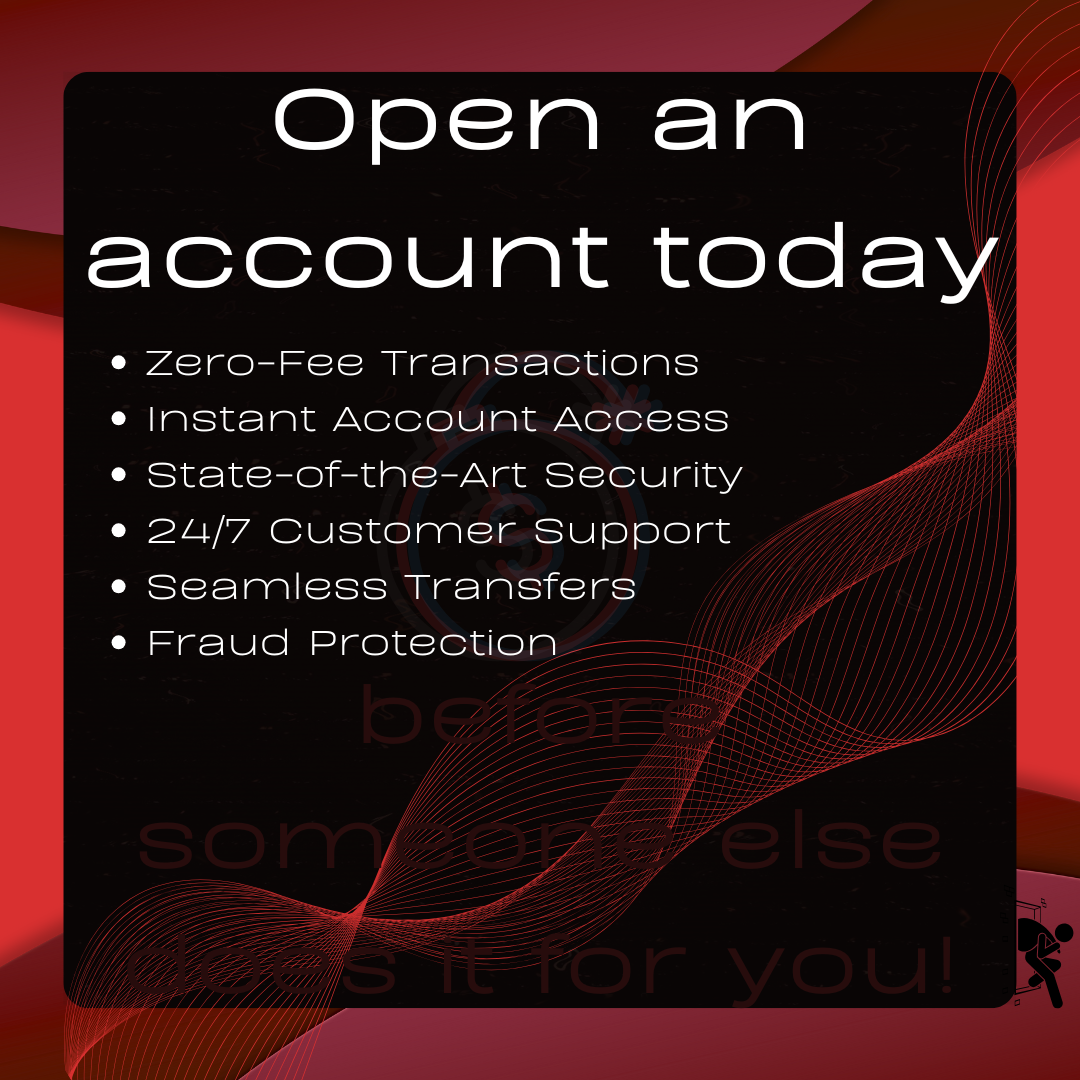 Open an
account today
Zero-Fee Transactions
Instant Account Access
State-of-the-Art Security
24/7 Customer Support
Seamless Transfers
Fraud Protection
before
someone else
does it for you!